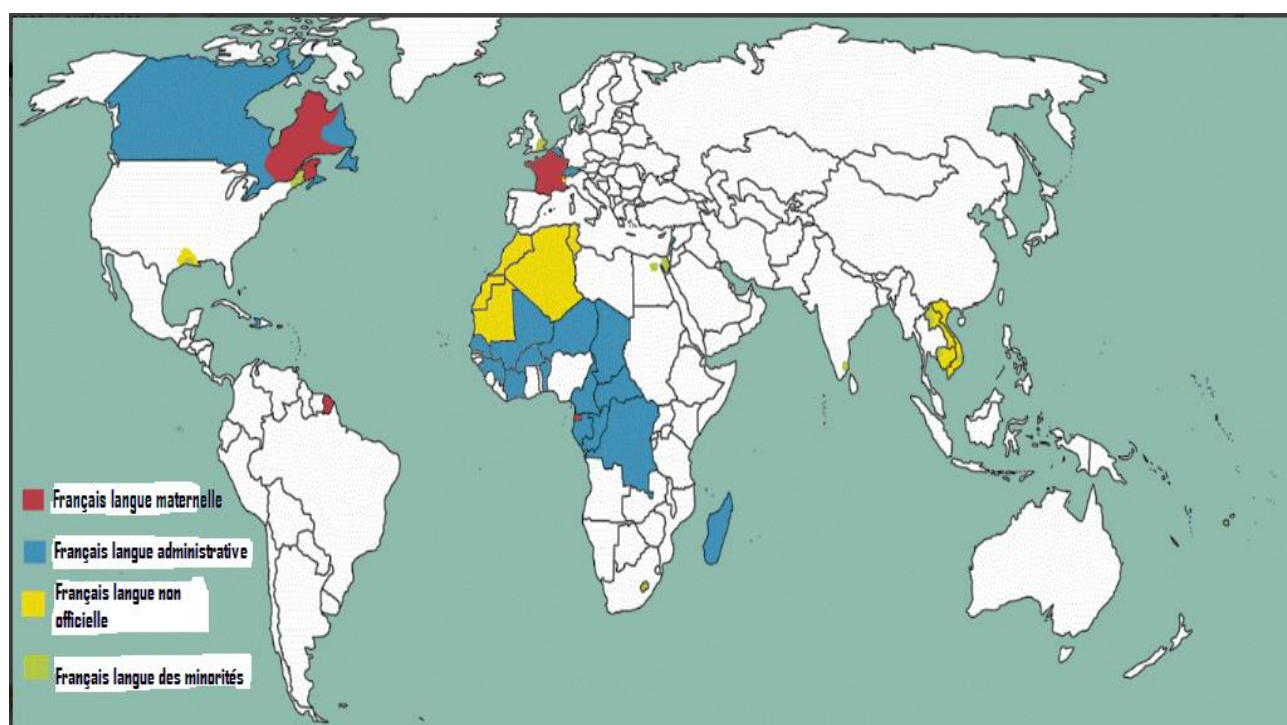 Français langue maternelle
Français langue administrative
Français langue non
officielle
Français langue des minorités